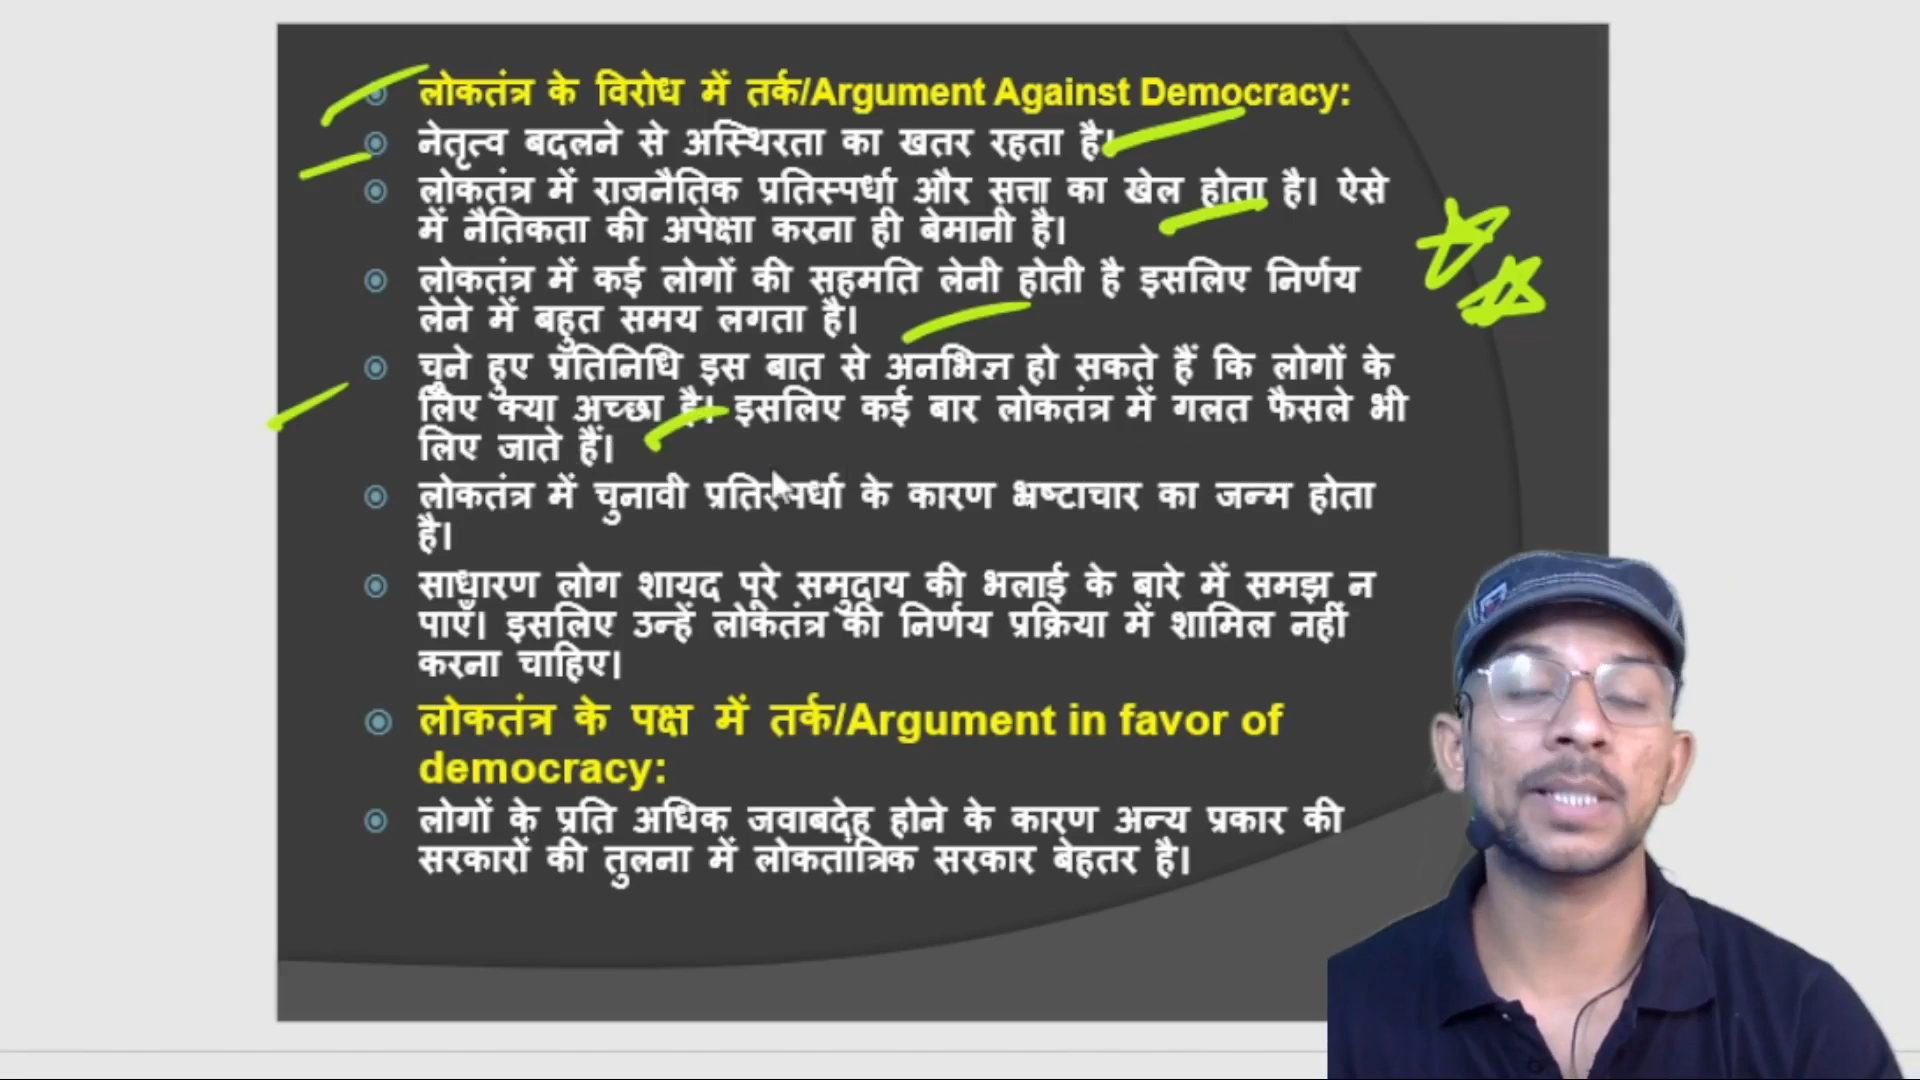 लोकतंत्र के विरोध में तर्क/Argument Against Democracy:
नेतृत्व बदलने से अस्थिरता का खतर रहता है।
लोकतंत्र में राजनैतिक प्रतिस्पर्धा और सत्ता का खेल होता है। ऐसे
में नैतिकता की अपेक्षा करना ही बेमानी है।
लोकतंत्र में कई लोगों की सहमति लेनी होती है इसलिए निर्णय
लेने में बहुत समय लगता है।
चुने हुए प्रतिनिधि इस बात से अनभिज्ञ हो सकते हैं कि लोगों के
लिए क्या अच्छा है। इसलिए कई बार लोकतंत्र में गलत फैसले भी
लिए जाते हैं।
लोकतंत्र में चुनावी प्रतिस्पर्धा के कारण भ्रष्टाचार का जन्म होता
है।
साधारण लोग शायद पूरे समुदाय की भलाई के बारे में समझ न
पाएँ। इसलिए उन्हें लोकतंत्र की निर्णय प्रक्रिया में शामिल नहीं
करना चाहिए।
लोकतंत्र के पक्ष में तर्क/Argument in favor of
democracy:
लोगों के प्रति अधिक जवाबदेह होने के कारण अन्य प्रकार की
सरकारों की तुलना में लोकतांत्रिक सरकार बेहतर है।